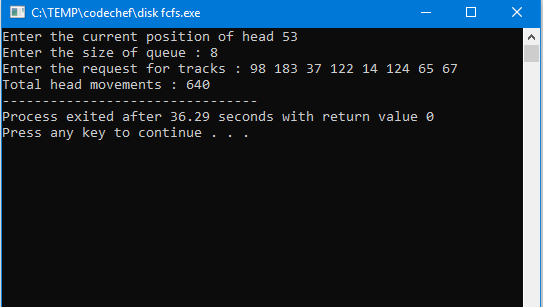 C:\TEMP\codechef\disk fcfs.exe
Enter the current position of head 53
Enter the size of queue : 8
Enter the request for tracks : 98 183 37 122 14 124 65 67
Total head movements : 640
--------------------------------
Process exited after 36.29 seconds with return value 0
Press any key to continue . . .